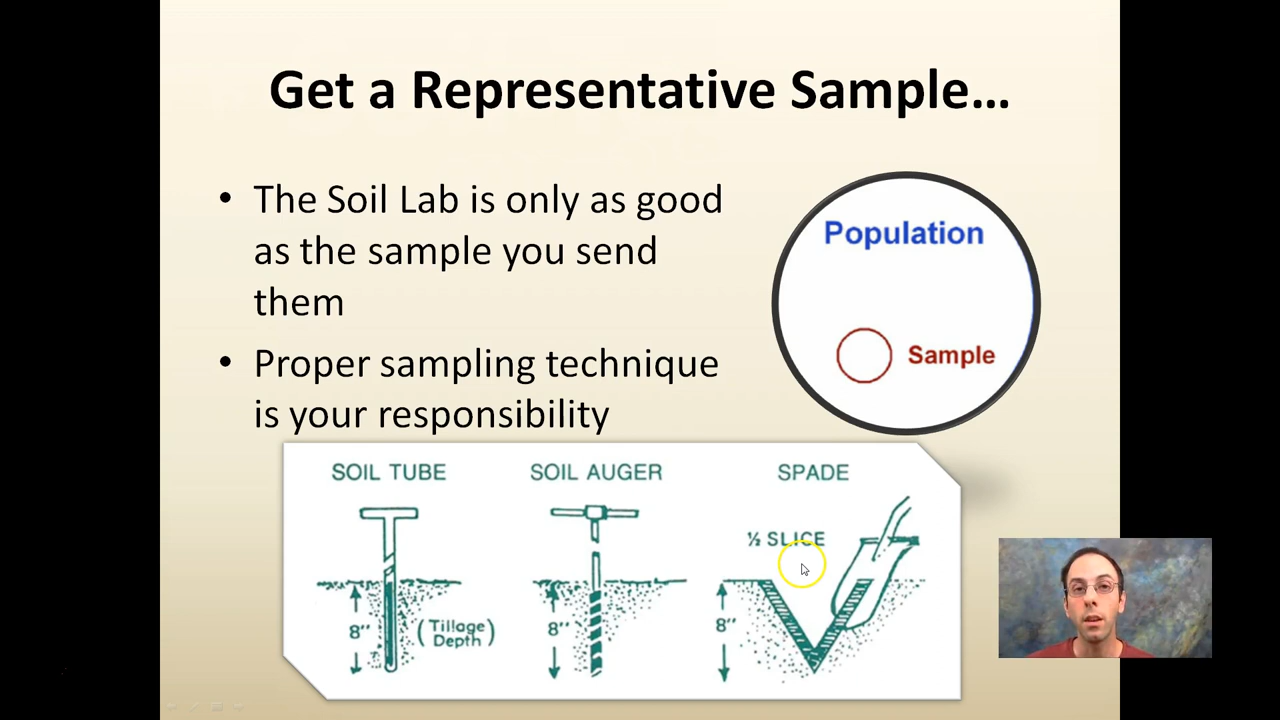 Get a Representative Sample...
• The Soil Lab is only as good
as the sample you send
them
• Proper sampling technique
is your responsibility
Population
Sample
SOIL TUBE
SOIL AUGER
SPADE
½ SLICE
8"
(Tillage
Depth)
8"
8"